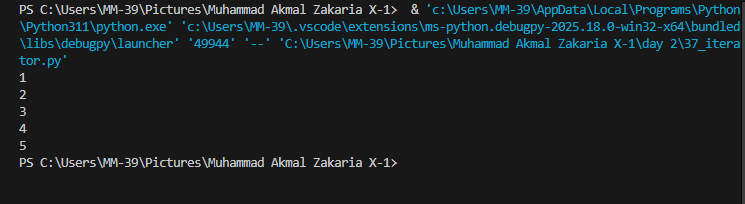 PS C:\Users\MM-39\Pictures\Muhammad Akmal Zakaria X-1>  & 'c:\Users\MM-39\AppData\Local\Programs\Python
\Python311\python.exe' 'c:\Users\MM-39\.vscode\extensions\ms-python.debugpy-2025.18.0-win32-x64\bundled
\libs\debugpy\launcher' '49944' '--' 'C:\Users\MM-39\Pictures\Muhammad Akmal Zakaria X-1\day 2\37_itera
tor.py'
1
2
3
4
5
PS C:\Users\MM-39\Pictures\Muhammad Akmal Zakaria X-1>